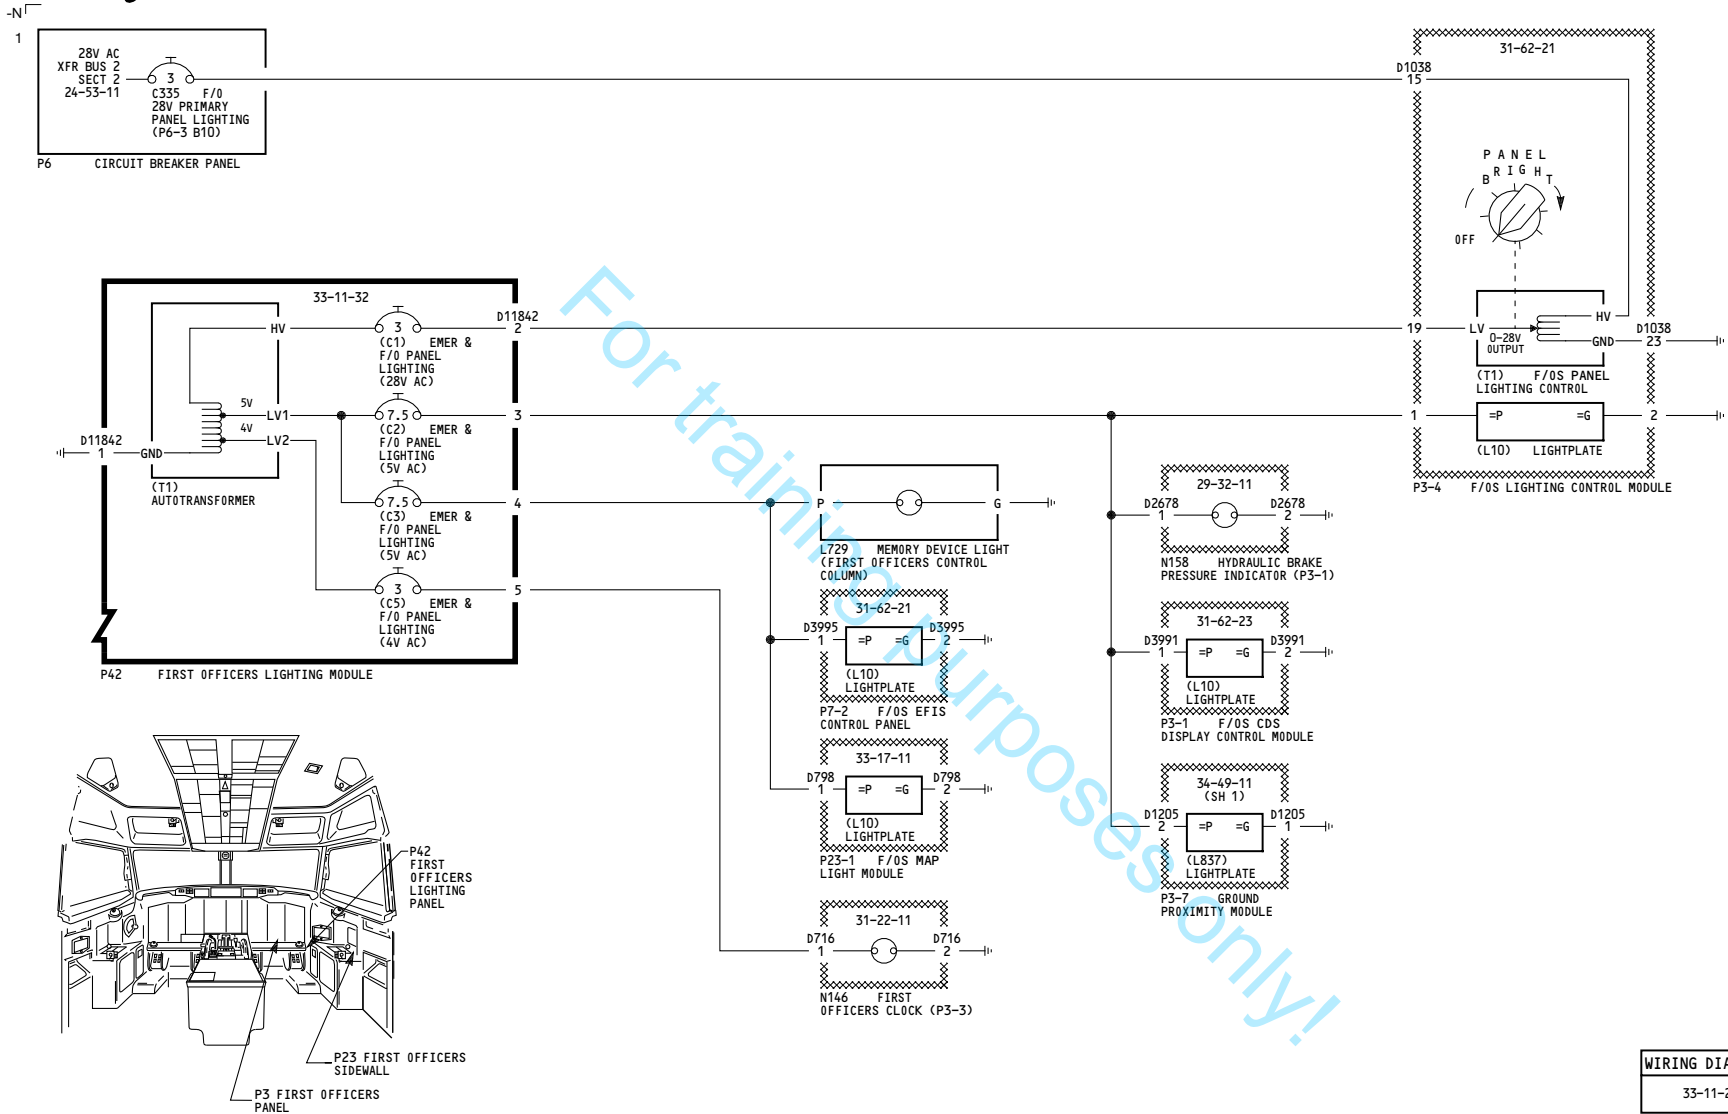 -N
1
28V AC
XFR BUS 2
SECT 2
24-53-11
3
C335 F/O
28V PRIMARY
PANEL LIGHTING
(P6-3 B10)
P6 CIRCUIT BREAKER PANEL
31-62-21
D1038
15
PANEL
BRIGHT
OFF
HV
LV
0-28V
OUTPUT
GND
D1038
23
19
(T1) F/OS PANEL
LIGHTING CONTROL
1
=P =G
2
(L10) LIGHTPLATE
P3-4 F/OS LIGHTING CONTROL MODULE
33-11-32
HV
3
D11842
2
(C1) EMER &
F/O PANEL
LIGHTING
(28V AC)
5V
LV1
7.5
3
4V
LV2
(C2) EMER &
F/O PANEL
LIGHTING
(5V AC)
D11842
1
GND
(T1)
AUTOTRANSFORMER
7.5
4
(C3) EMER &
F/O PANEL
LIGHTING
(5V AC)
3
5
(C5) EMER &
F/O PANEL
LIGHTING
(4V AC)
P42 FIRST OFFICERS LIGHTING MODULE
P G
L729 MEMORY DEVICE LIGHT
(FIRST OFFICERS CONTROL
COLUMN)
31-62-21
D3995 D3995
1 =P =G 2
(L10)
LIGHTPLATE
P7-2 F/OS EFIS
CONTROL PANEL
33-17-11
D798 D798
1 =P =G 2
(L10)
LIGHTPLATE
P23-1 F/OS MAP
LIGHT MODULE
31-22-11
D716 D716
1 2
N146 FIRST
OFFICERS CLOCK (P3-3)
29-32-11
D2678 D2678
1 2
N158 HYDRAULIC BRAKE
PRESSURE INDICATOR (P3-1)
31-62-23
D3991 D3991
1 =P =G 2
(L10)
LIGHTPLATE
P3-1 F/OS CDS
DISPLAY CONTROL MODULE
34-49-11
(SH 1)
D1205 D1205
2 =P =G 1
(L837)
LIGHTPLATE
P3-7 GROUND
PROXIMITY MODULE
P42
FIRST
OFFICERS
LIGHTING
PANEL
P23 FIRST OFFICERS
SIDEWALL
P3 FIRST OFFICERS
PANEL
For training purposes only!
WIRING DIA
33-11-2